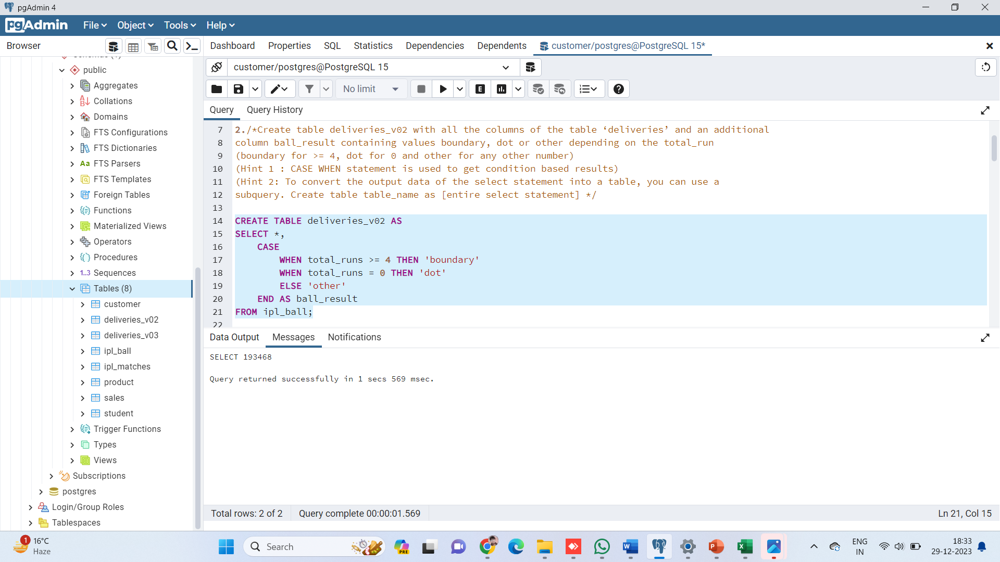 pgAdmin 4
pgAdmin File Object Tools Help
Browser
Dashboard Properties SQL Statistics Dependencies Dependents customer/postgres@PostgreSQL 15*
public
Aggregates
Collations
Domains
FTS Configurations
FTS Dictionaries
Aa FTS Parsers
FTS Templates
Foreign Tables
Functions
Materialized Views
Operators
Procedures
1..3 Sequences
Tables (8)
customer
deliveries_v02
deliveries_v03
ipl_ball
ipl_matches
product
sales
student
Trigger Functions
Types
Views
Subscriptions
postgres
Login/Group Roles
Tablespaces
customer/postgres@PostgreSQL 15
No limit
E
Query Query History
7 2./*Create table deliveries_v02 with all the columns of the table ‘deliveries’ and an additional
8 column ball_result containing values boundary, dot or other depending on the total_run
9 (boundary for >= 4, dot for 0 and other for any other number)
10 (Hint 1 : CASE WHEN statement is used to get condition based results)
11 (Hint 2: To convert the output data of the select statement into a table, you can use a
12 subquery. Create table table_name as [entire select statement] */
13
14 CREATE TABLE deliveries_v02 AS
15 SELECT *,
16 CASE
17 WHEN total_runs >= 4 THEN 'boundary'
18 WHEN total_runs = 0 THEN 'dot'
19 ELSE 'other'
20 END AS ball_result
21 FROM ipl_ball;
22
Data Output Messages Notifications
SELECT 193468
Query returned successfully in 1 secs 569 msec.
Total rows: 2 of 2 Query complete 00:00:01.569 Ln 21, Col 15
1
16°C
Haze
Search
PRE
ENG
IN
18:33
29-12-2023